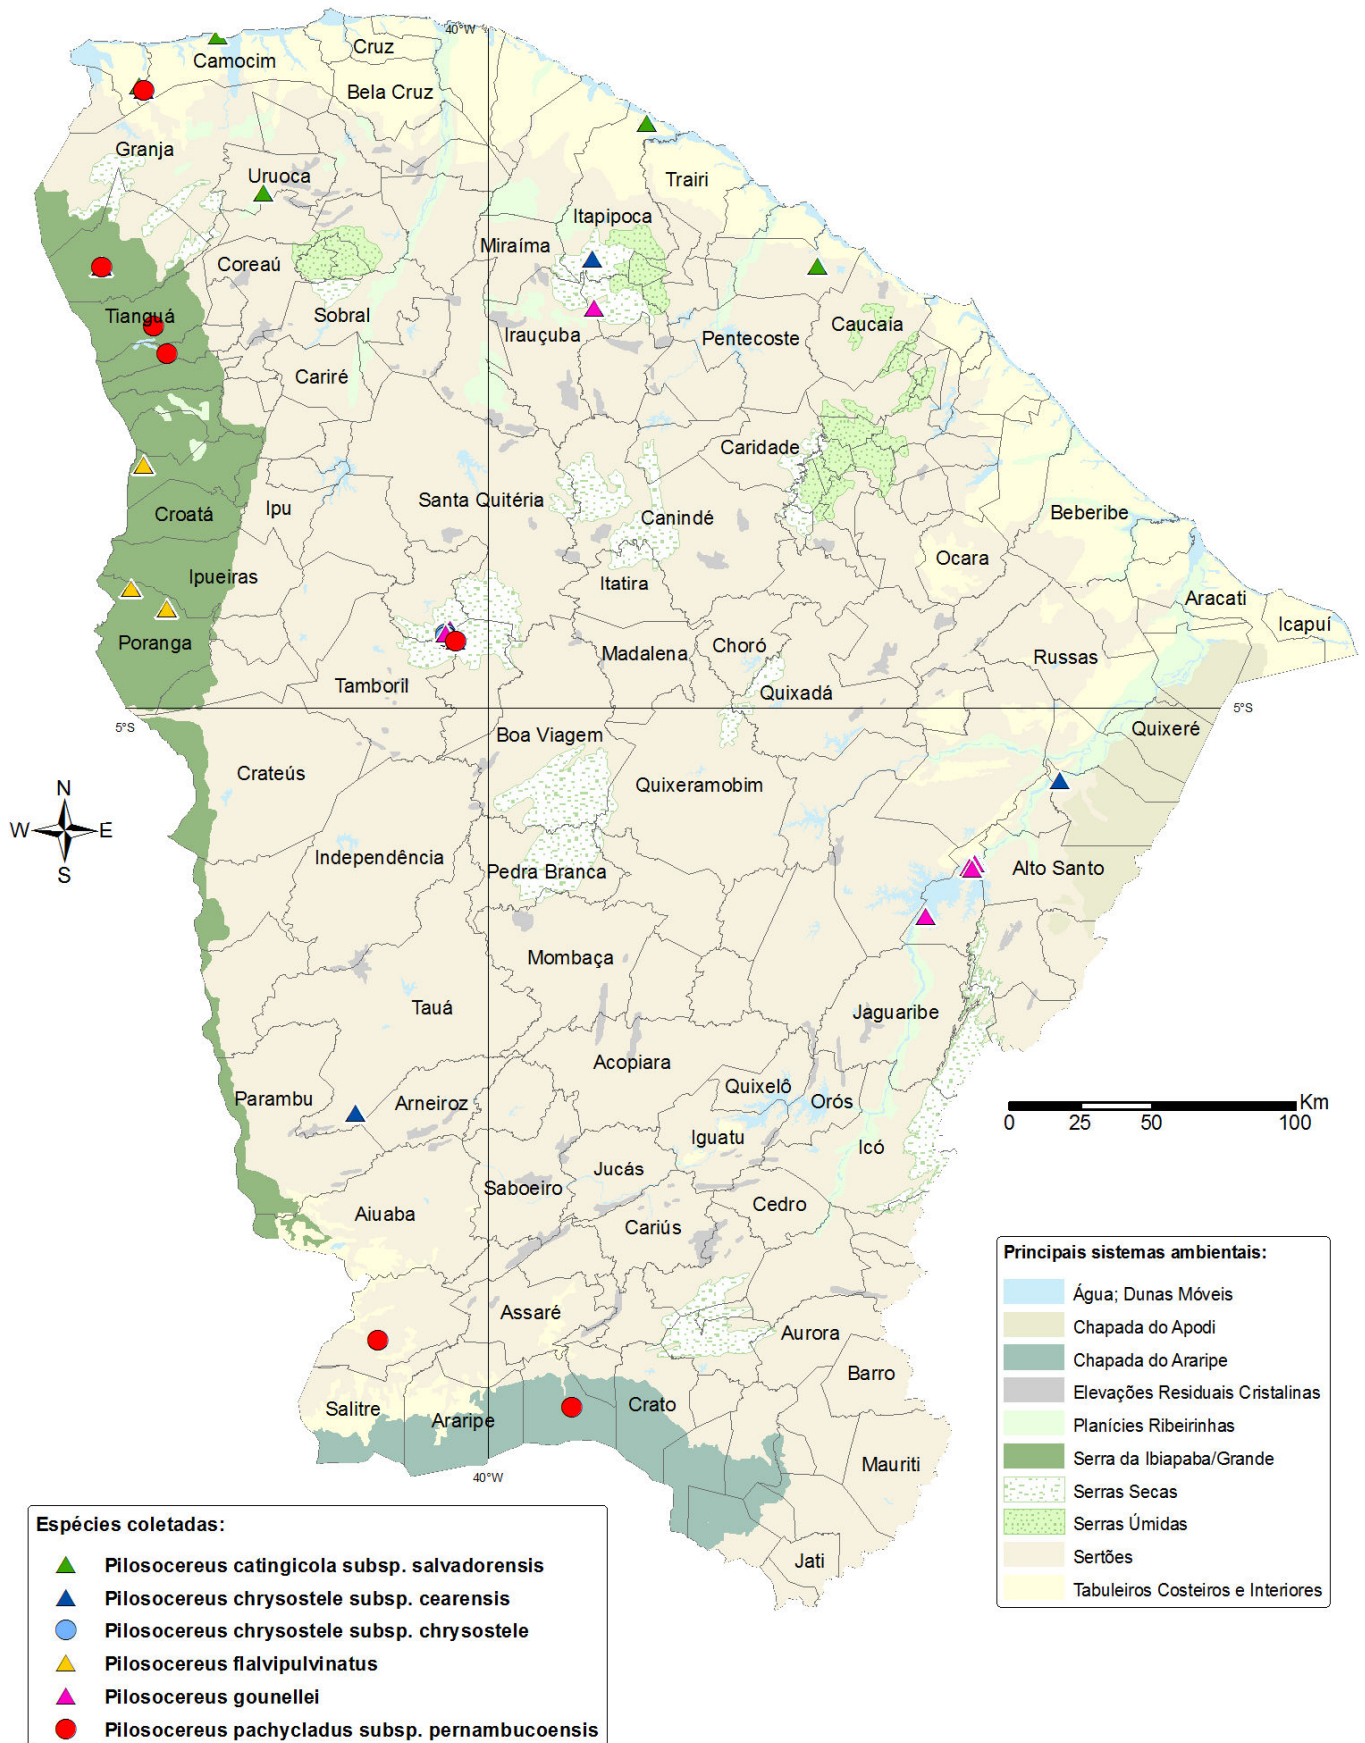 40°W
Cruz
Camocim
Bela Cruz
Granja
Uruoca
Trairi
Itapipoca
Miraíma
Coreaú
Tianguá
Sobral
Irauçuba
Pentecoste
Caucaia
Cariré
Caridade
Santa Quitéria
Ipu
Croatá
Canindé
Beberibe
Ocara
Ipueiras
Itatira
Aracati
Icapuí
Poranga
Madalena
Choró
Russas
Tamboril
Quixadá
5°S
5°S
Boa Viagem
Quixeré
Crateús
Quixeramobim
N
W
E
S
Independência
Pedra Branca
Alto Santo
Mombaça
Tauá
Jaguaribe
Acopiara
Quixelô
Orós
Parambu
Arneiroz
Km
0 25 50 100
Iguatu
Icó
Jucás
Saboeiro
Cedro
Aiuaba
Cariús
Assaré
Aurora
Barro
Salitre
Araripe
Crato
Mauriti
40°W
Jati
Principais sistemas ambientais:
Água; Dunas Móveis
Chapada do Apodi
Chapada do Araripe
Elevações Residuais Cristalinas
Planícies Ribeirinhas
Serra da Ibiapaba/Grande
Serras Secas
Serras Úmidas
Sertões
Tabuleiros Costeiros e Interiores
Espécies coletadas:
Pilosocereus catingicola subsp. salvadorensis
Pilosocereus chrysostele subsp. cearensis
Pilosocereus chrysostele subsp. chrysostele
Pilosocereus flalvipulvinatus
Pilosocereus gounellei
Pilosocereus pachycladus subsp. pernambucoensis